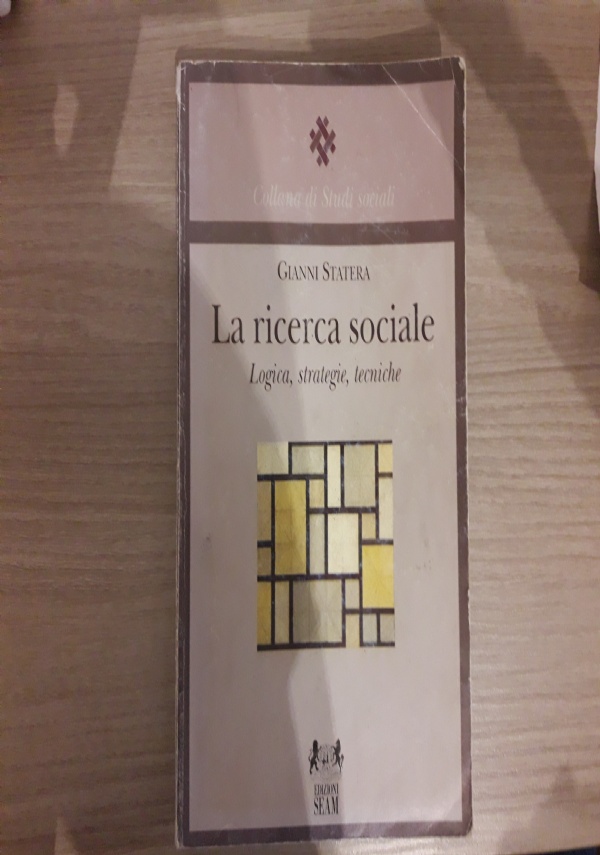 Collana di Studi sociali
GIANNI STATERA
La ricerca sociale
Logica, strategie, tecniche
EDIZIONI
SEAM